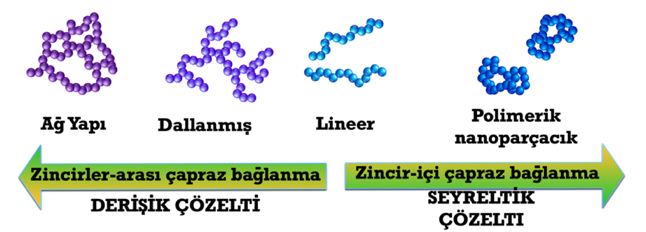 Ağ Yapı
Dallanmış
Lineer
Polimerik
nanoparçacık
Zincirler-arası çapraz bağlanma
Zincir-içi çapraz bağlanma
DERİŞİK ÇÖZELTİ
SEYRELTİK
ÇÖZELTI